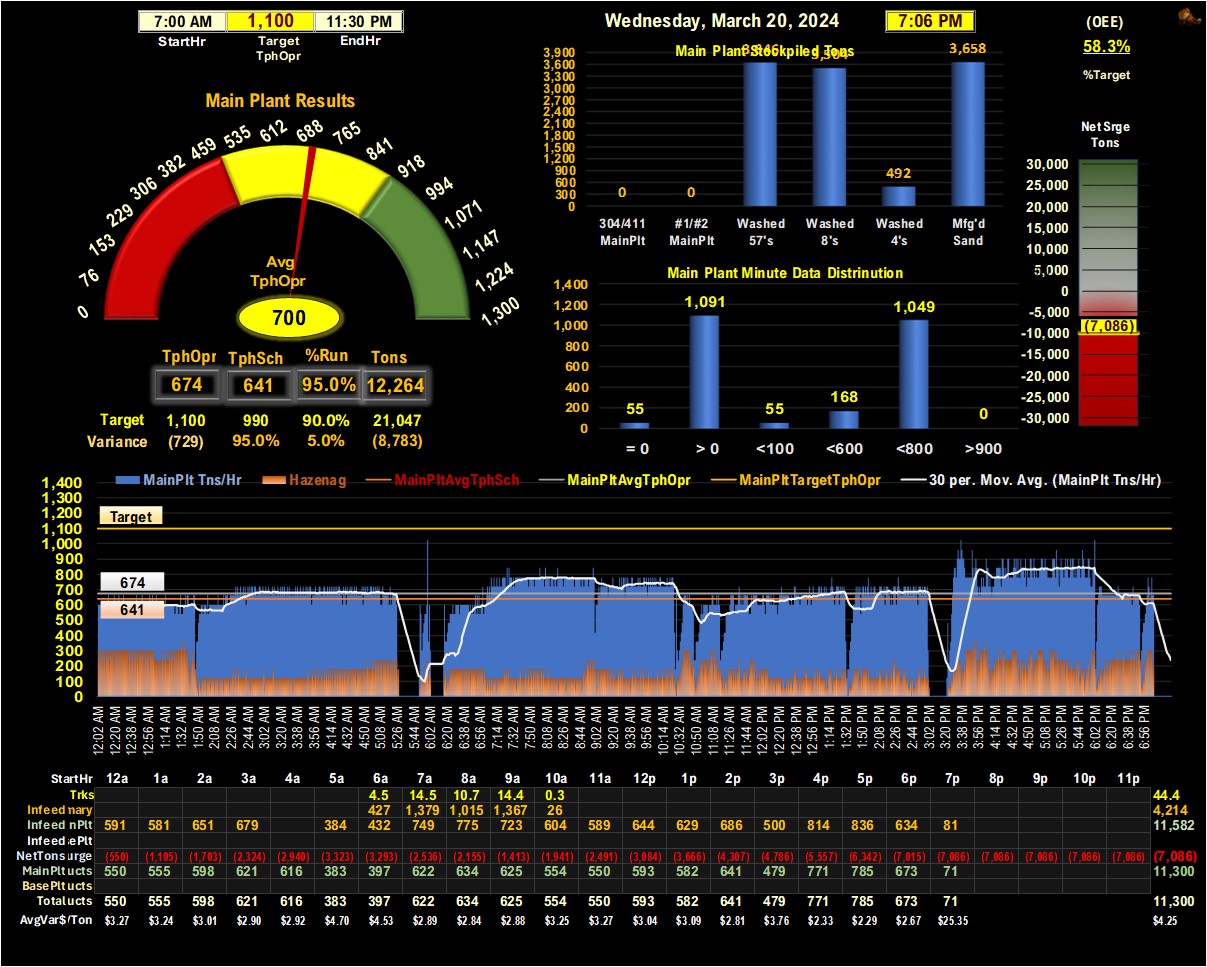 7:00 AM 1,100 11:30 PM
StartHr Target TphOpr EndHr
Wednesday, March 20, 2024 7:06 PM
(OEE)
58.3%
%Target
Main Plant Results
0 76 153 229 306 382 459 535 612 688 765 841 918 994 1,071 1,147 1,224 1,300
Avg
TphOpr
700
TphOpr TphSch %Run Tons
674 641 95.0% 12,264
Target 1,100 990 90.0% 21,047
Variance (729) 95.0% 5.0% (8,783)
Main Plant Stockpiled Tons
3,900
3,600
3,300
3,000
2,700
2,400
2,100
1,800
1,500
1,200
900
600
300
0
0 0 492 3,658
304/411 #1/#2 Washed Washed Washed Mfg'd
MainPlt MainPlt 57's 8's 4's Sand
Main Plant Minute Data Distrinution
1,400
1,200
1,000
800
600
400
200
0
55 1,091 55 168 1,049 0
= 0 > 0 <100 <600 <800 >900
Net Srge
Tons
30,000
25,000
20,000
15,000
10,000
5,000
0
-5,000
(7,086)
-10,000
-15,000
-20,000
-25,000
-30,000
MainPlt Tns/Hr Hazenag MainPltAvgTphSch MainPltAvgTphOpr MainPltTargetTphOpr 30 per. Mov. Avg. (MainPlt Tns/Hr)
1,400
1,300
1,200
1,100
1,000
900
800
700
600
500
400
300
200
100
0
Target
674
641
12:02 AM 12:20 AM 12:38 AM 12:56 AM 1:14 AM 1:32 AM 1:50 AM 2:08 AM 2:26 AM 2:44 AM 3:02 AM 3:20 AM 3:38 AM 3:56 AM 4:14 AM 4:32 AM 4:50 AM 5:08 AM 5:26 AM 5:44 AM 6:02 AM 6:20 AM 6:38 AM 6:56 AM 7:14 AM 7:32 AM 7:50 AM 8:08 AM 8:26 AM 8:44 AM 9:02 AM 9:20 AM 9:38 AM 9:56 AM 10:14 AM 10:32 AM 10:50 AM 11:08 AM 11:26 AM 11:44 AM 12:02 PM 12:20 PM 12:38 PM 12:56 PM 1:14 PM 1:32 PM 1:50 PM 2:08 PM 2:26 PM 2:44 PM 3:02 PM 3:20 PM 3:38 PM 3:56 PM 4:14 PM 4:32 PM 4:50 PM 5:08 PM 5:26 PM 5:44 PM 6:02 PM 6:20 PM 6:38 PM 6:56 PM
StartHr 12a 1a 2a 3a 4a 5a 6a 7a 8a 9a 10a 11a 12p 1p 2p 3p 4p 5p 6p 7p 8p 9p 10p 11p
Trks 4.5 14.5 10.7 14.4 0.3 44.4
Infeed nary 427 1,379 1,015 1,367 26 4,214
Infeed nPlt 591 581 651 679 384 432 749 775 723 604 589 644 629 686 500 814 836 634 81 11,582
Infeed ePlt
NetTons urge (550) (1,105) (1,703) (2,324) (2,940) (3,323) (3,293) (2,536) (2,155) (1,413) (1,941) (2,491) (3,084) (3,666) (4,307) (4,786) (5,557) (6,342) (7,015) (7,086) (7,086) (7,086) (7,086) (7,086) (7,086)
MainPlt ucts 550 555 598 621 616 383 397 622 634 625 554 550 593 582 641 479 771 785 673 71 11,300
BasePlt ucts
Total ucts 550 555 598 621 616 383 397 622 634 625 554 550 593 582 641 479 771 785 673 71 11,300
AvgVar$/Ton $3.27 $3.24 $3.01 $2.90 $2.92 $4.70 $4.53 $2.89 $2.84 $2.88 $3.25 $3.27 $3.04 $3.09 $2.81 $3.76 $2.33 $2.29 $2.67 $25.35 $4.25